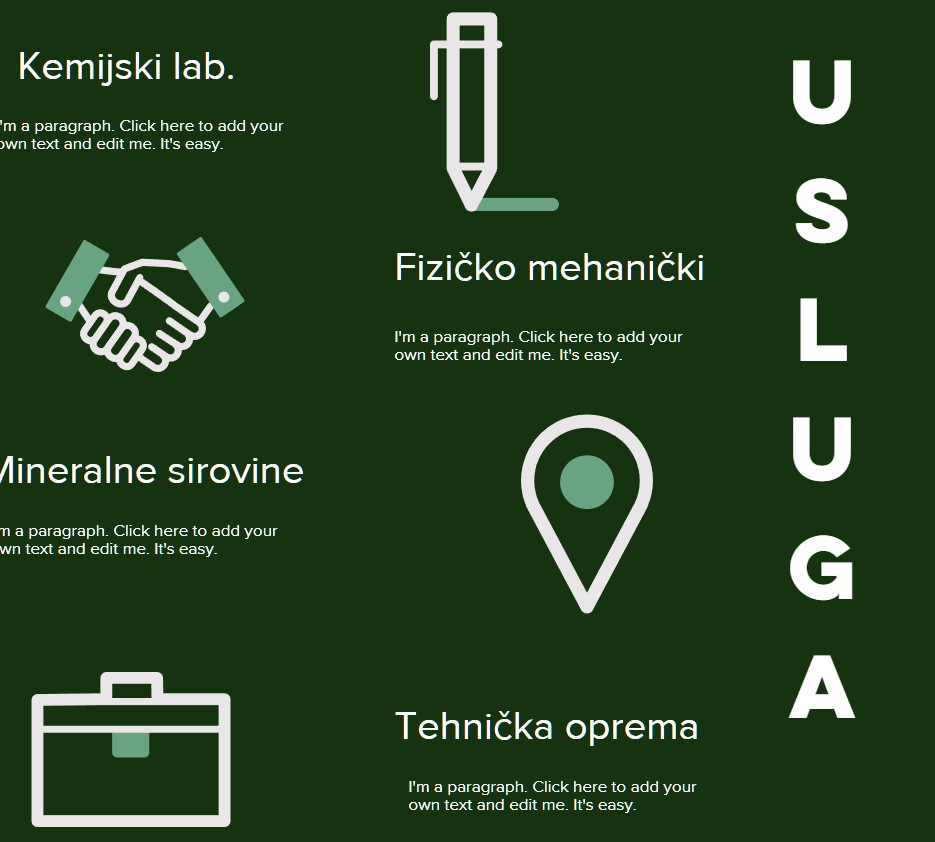 Kemijski lab.
I'm a paragraph. Click here to add your
own text and edit me. It's easy.
Fizičko mehanički
I'm a paragraph. Click here to add your
own text and edit me. It's easy.
Mineralne sirovine
I'm a paragraph. Click here to add your
own text and edit me. It's easy.
Tehnička oprema
I'm a paragraph. Click here to add your
own text and edit me. It's easy.
U
S
L
U
G
A